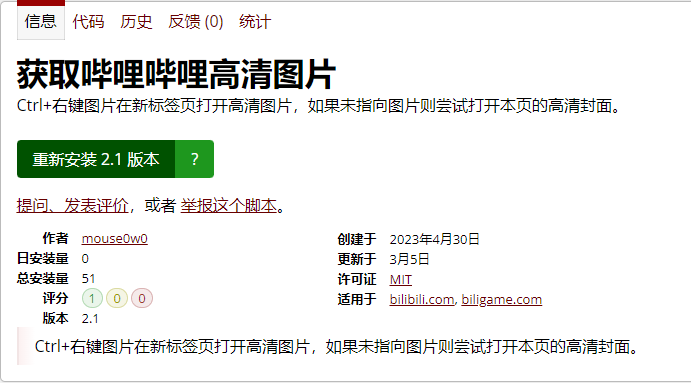 信息 代码 历史 反馈 (0) 统计
获取哔哩哔哩高清图片
Ctrl+右键图片在新标签页打开高清图片，如果未指向图片则尝试打开本页的高清封面。
重新安装 2.1 版本 ?
提问、发表评价，或者 举报这个脚本。
作者 mouse0w0 创建于 2023年4月30日
日安装量 0 更新于 3月5日
总安装量 51 许可证 MIT
评分 1 0 0 适用于 bilibili.com, biligame.com
版本 2.1
Ctrl+右键图片在新标签页打开高清图片，如果未指向图片则尝试打开本页的高清封面。